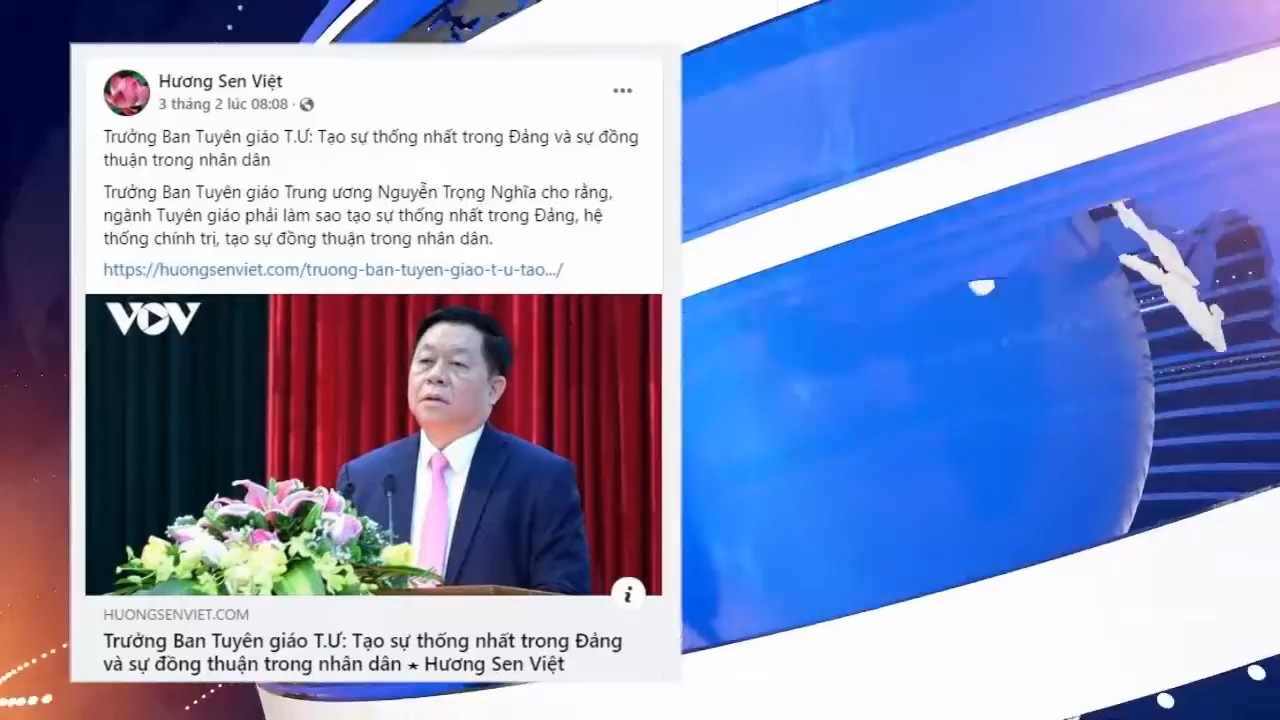 Hương Sen Việt
3 tháng 2 lúc 08:08 ·
Trưởng Ban Tuyên giáo T.Ư: Tạo sự thống nhất trong Đảng và sự đồng
thuận trong nhân dân
Trưởng Ban Tuyên giáo Trung ương Nguyễn Trọng Nghĩa cho rằng,
ngành Tuyên giáo phải làm sao tạo sự thống nhất trong Đảng, hệ
thống chính trị, tạo sự đồng thuận trong nhân dân.
https://huongsenviet.com/truong-ban-tuyen-giao-t-u-tao.../
VOV
i
HUONGSENVIET.COM
Trưởng Ban Tuyên giáo T.Ư: Tạo sự thống nhất trong Đảng
và sự đồng thuận trong nhân dân ★ Hương Sen Việt